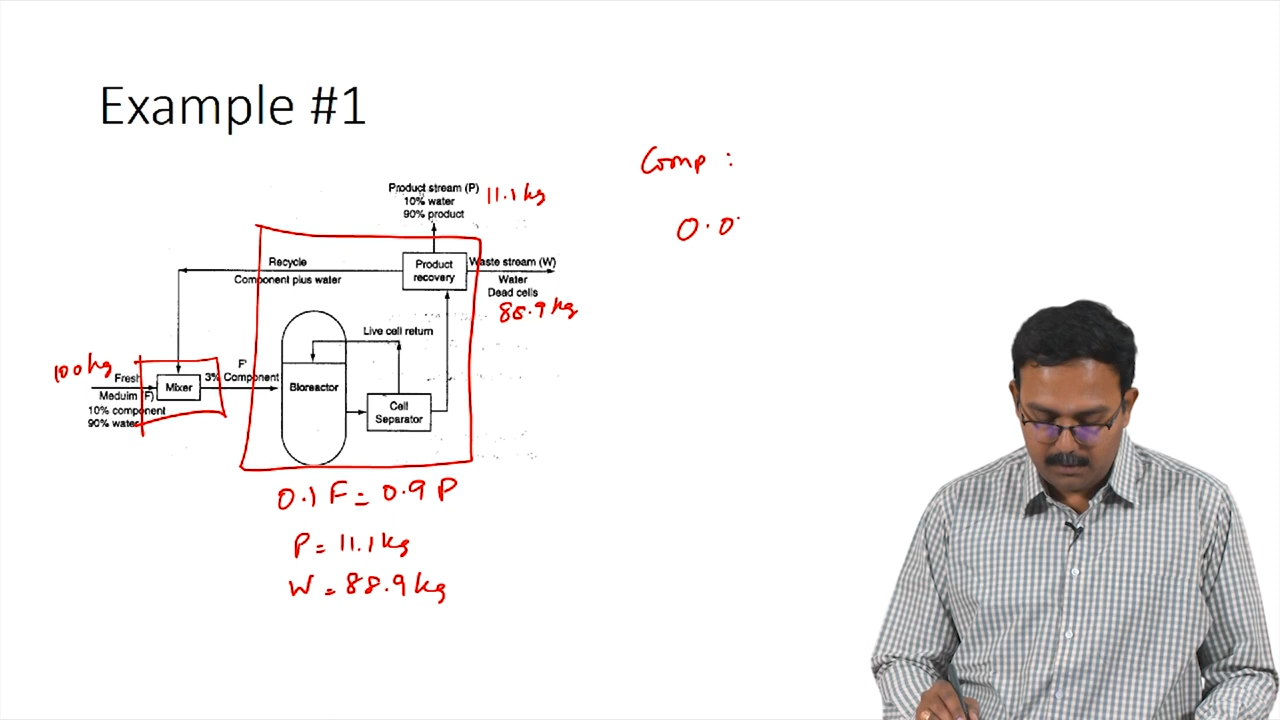 Example #1
Comp :
0.0
Product stream (P)
10% water
90% product
11.1 kg
Recycle
Component plus water
Product
recovery
Waste stream (W)
Water
Dead cells
88.9 kg
Live cell return
100 kg
Fresh
Meduim (F)
10% component
90% water
Mixer
F'
3% Component
Bioreactor
Cell
Separator
0.1 F = 0.9 P
P = 11.1 kg
W = 88.9 kg